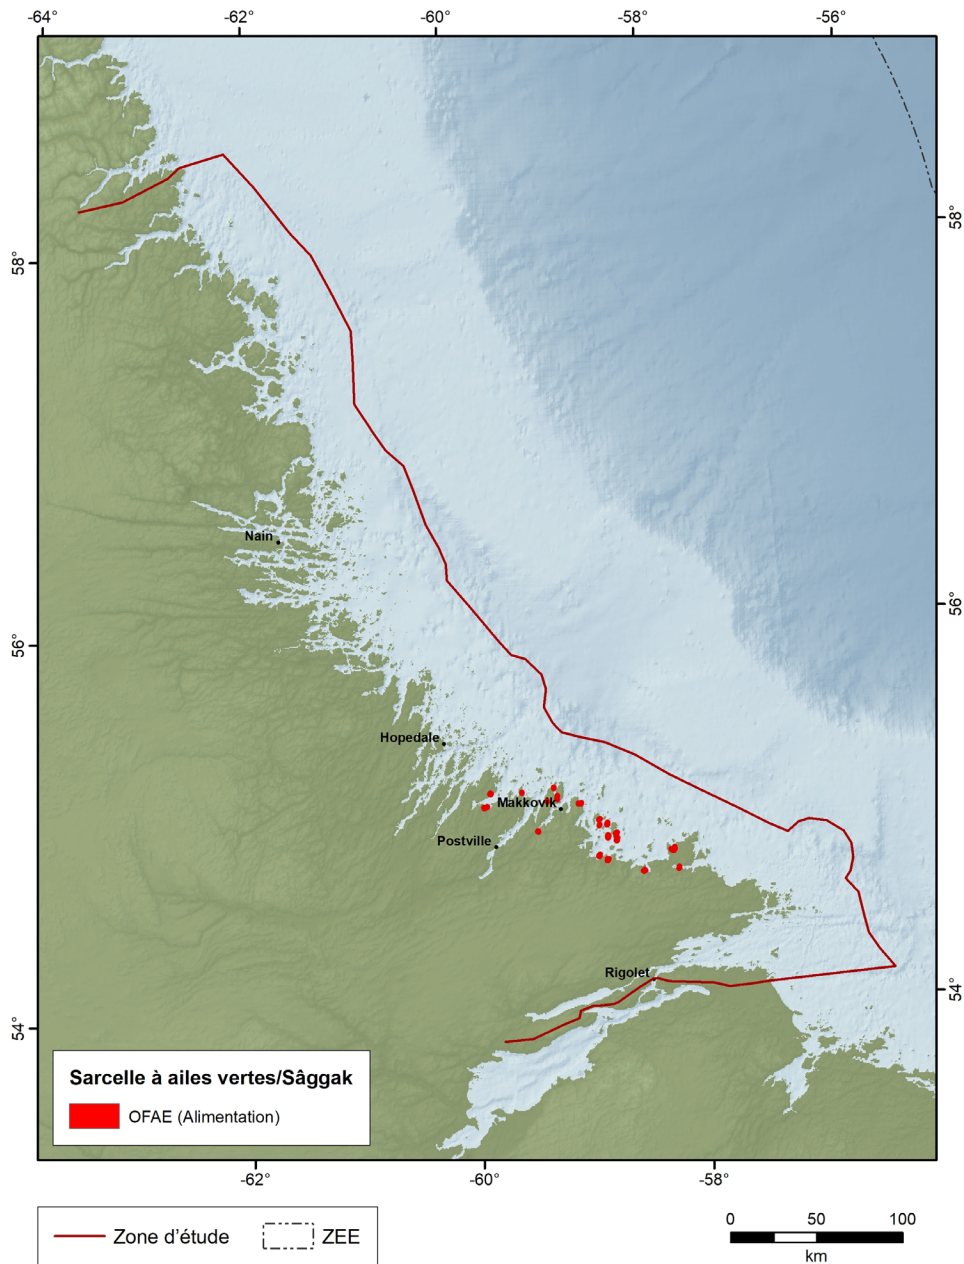 -64° -62° -60° -58° -56°
58°
58°
Nain
56°
56°
Hopedale
Makkovik
Postville
Rigolet
54°
54°
Sarcelle à ailes vertes/Sâggak
OFAE (Alimentation)
-62° -60° -58°
Zone d'étude
ZEE
0 50 100
km